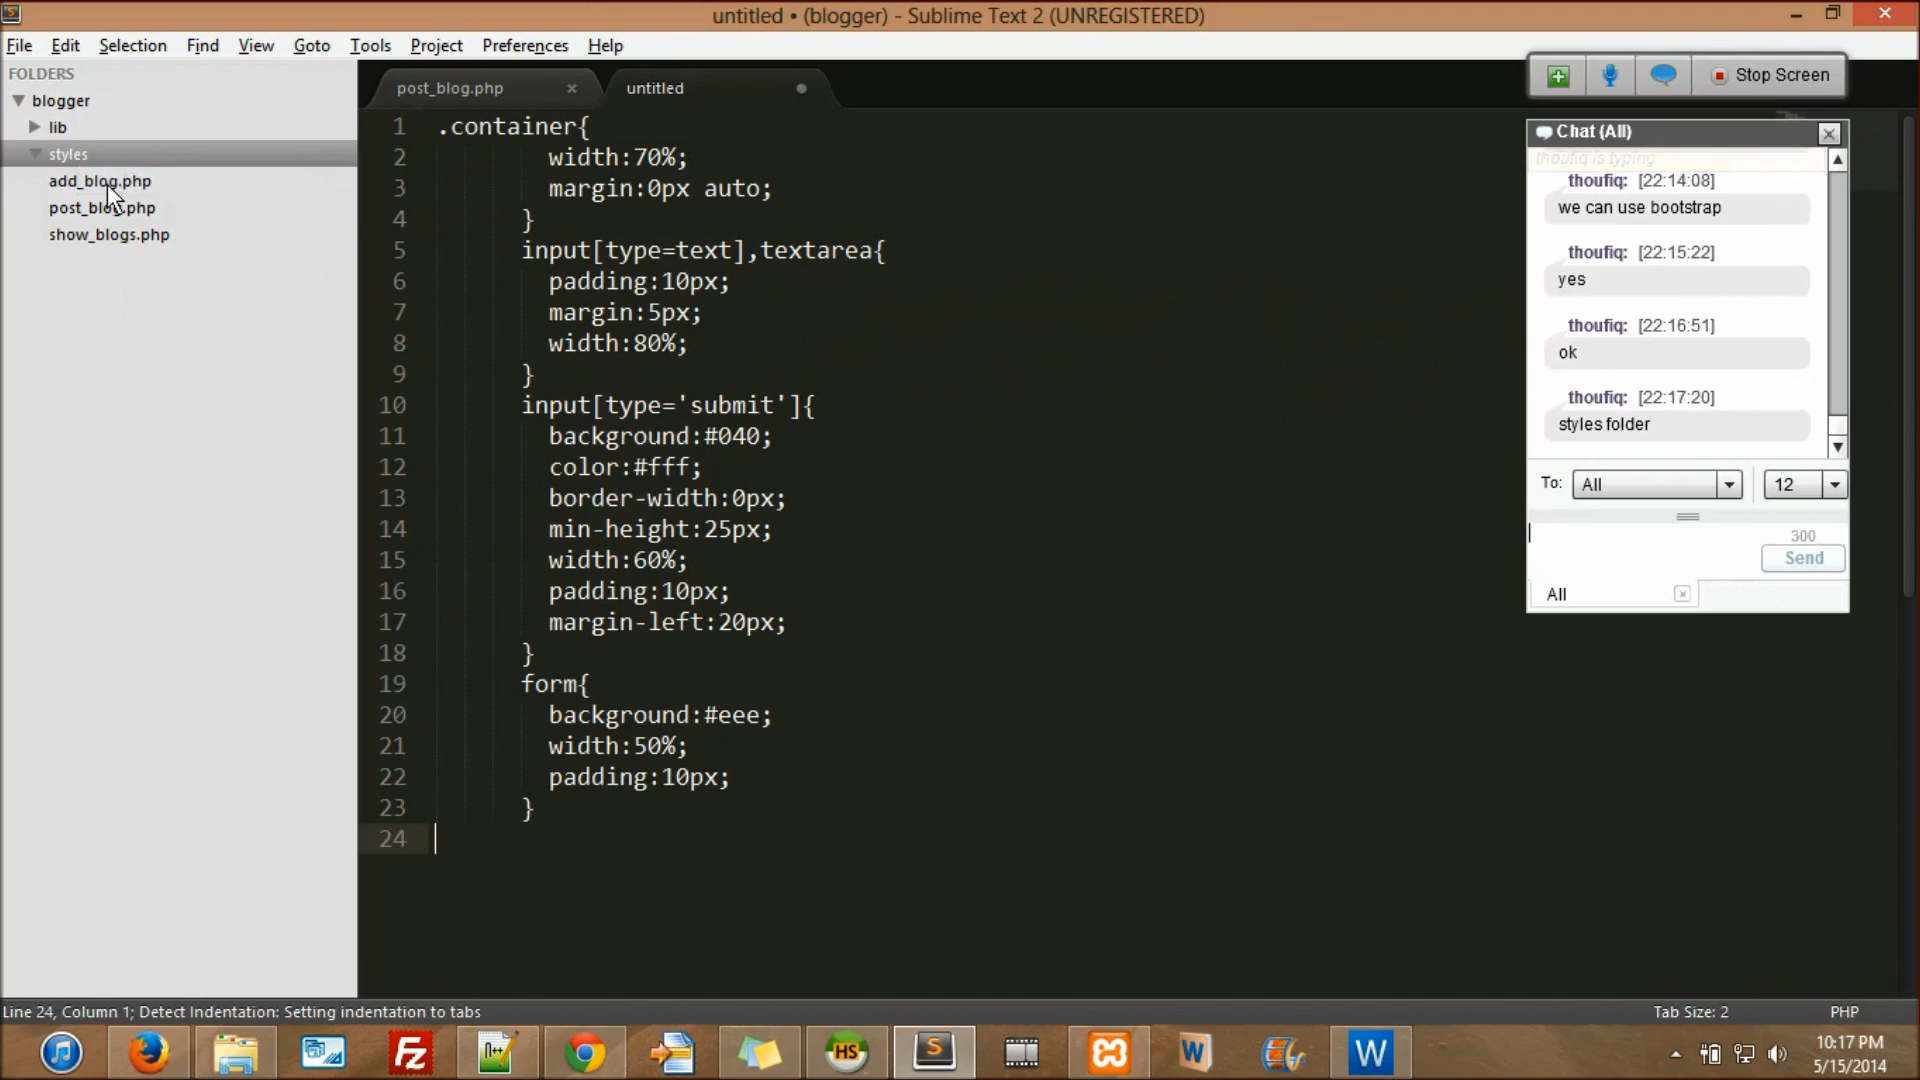 untitled • (blogger) - Sublime Text 2 (UNREGISTERED)
File Edit Selection Find View Goto Tools Project Preferences Help
FOLDERS
blogger
lib
styles
add_blog.php
post_blog.php
show_blogs.php
post_blog.php × untitled
1 .container{
2 width:70%;
3 margin:0px auto;
4 }
5 input[type=text],textarea{
6 padding:10px;
7 margin:5px;
8 width:80%;
9 }
10 input[type='submit']{
11 background:#040;
12 color:#fff;
13 border-width:0px;
14 min-height:25px;
15 width:60%;
16 padding:10px;
17 margin-left:20px;
18 }
19 form{
20 background:#eee;
21 width:50%;
22 padding:10px;
23 }
24
Stop Screen
Chat (All)
thoufiq is typing
thoufiq: [22:14:08]
we can use bootstrap
thoufiq: [22:15:22]
yes
thoufiq: [22:16:51]
ok
thoufiq: [22:17:20]
styles folder
To: All 12
300
Send
All
Line 24, Column 1; Detect Indentation: Setting indentation to tabs
Tab Size: 2 PHP
Fz n++ HS S W W
10:17 PM
5/15/2014